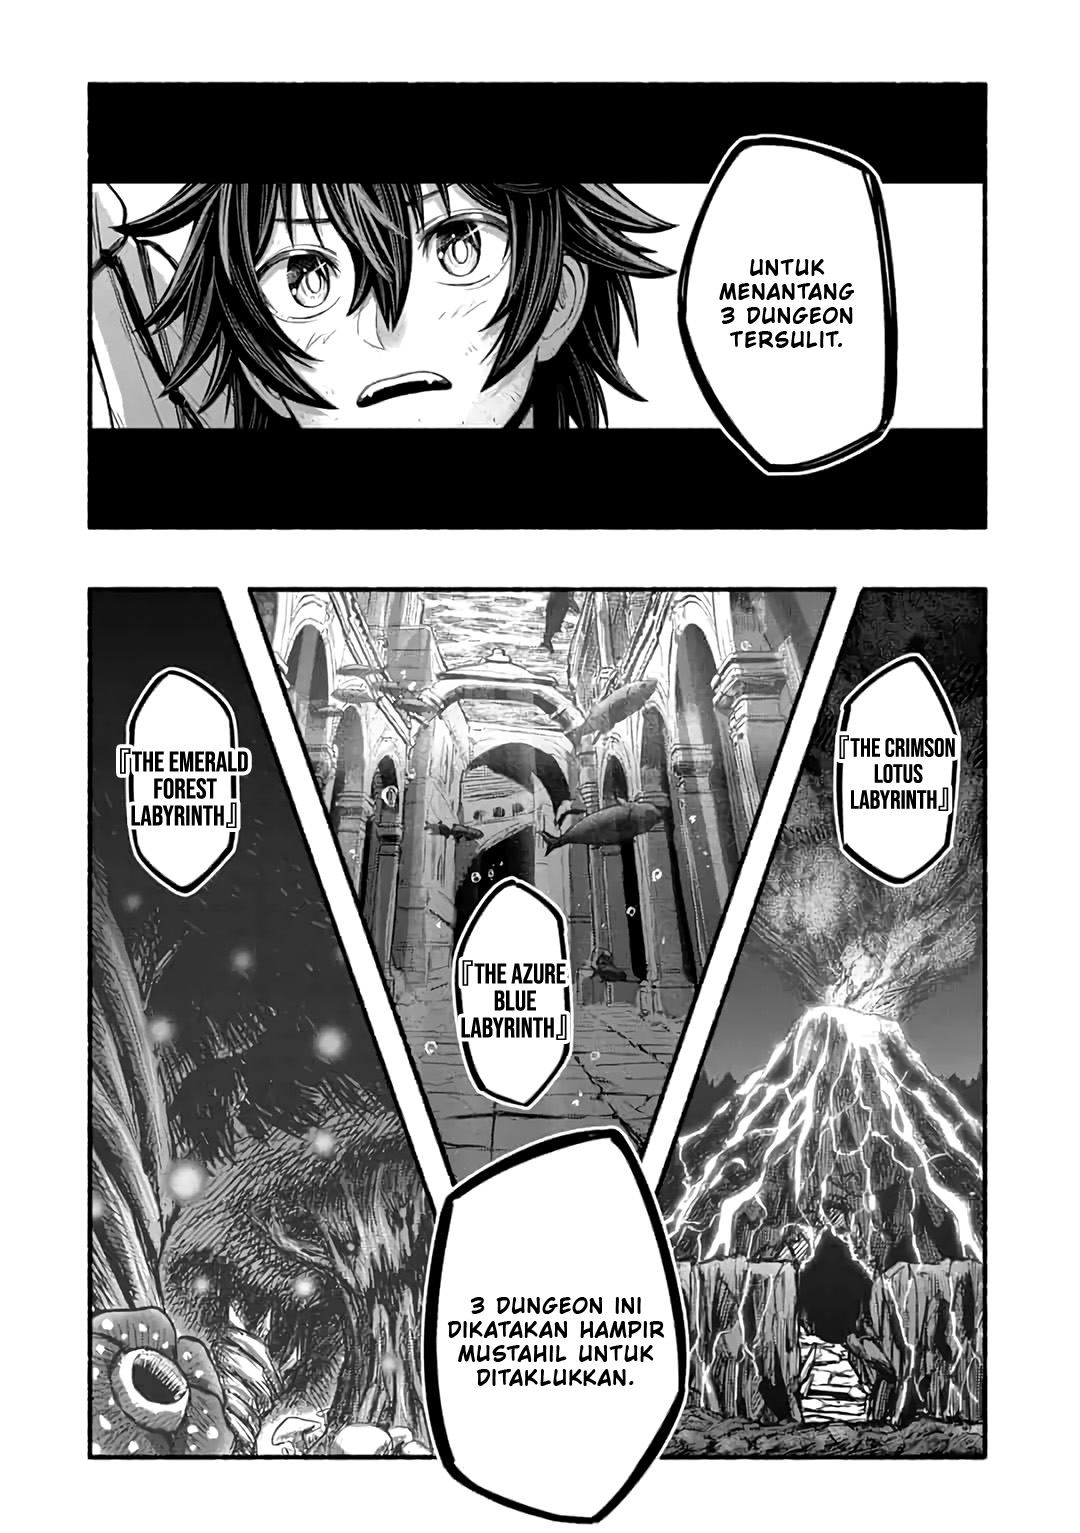 UNTUK
MENANTANG
3 DUNGEON
TERSULIT.
『THE CRIMSON
LOTUS
LABYRINTH』
『THE AZURE
BLUE
LABYRINTH』
『THE EMERALD
FOREST
LABYRINTH』
3 DUNGEON INI
DIKATAKAN HAMPIR
MUSTAHIL UNTUK
DITAKLUKKAN.